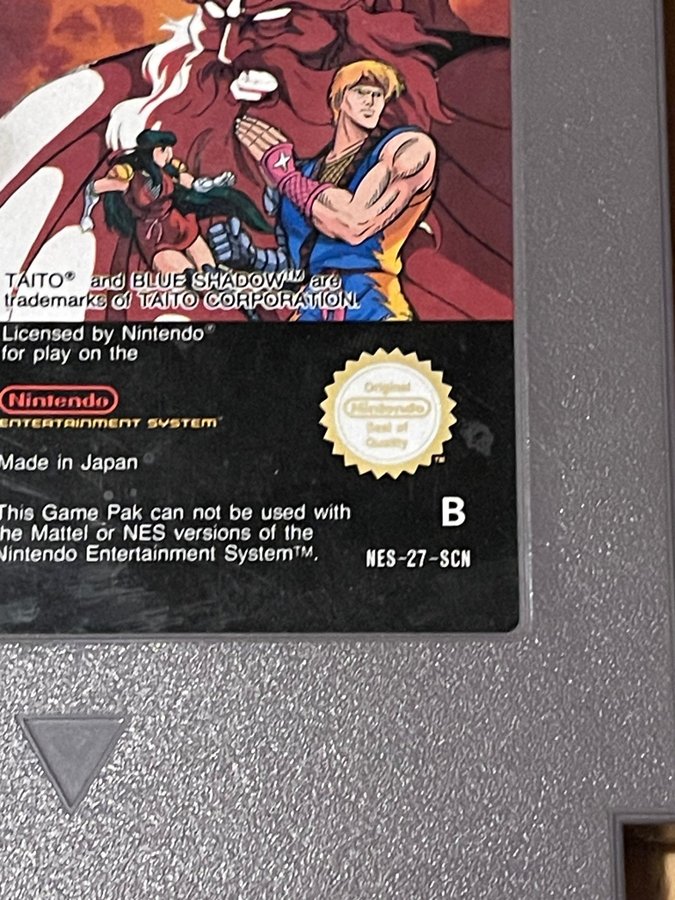 TAITO® and BLUE SHADOW™ are
trademarks of TAITO CORPORATION.
Licensed by Nintendo®
for play on the
Nintendo
ENTERTAINMENT SYSTEM™
Made in Japan
This Game Pak can not be used with
the Mattel or NES versions of the
Nintendo Entertainment System™.
Original
Nintendo
Seal of
Quality
™
B
NES-27-SCN